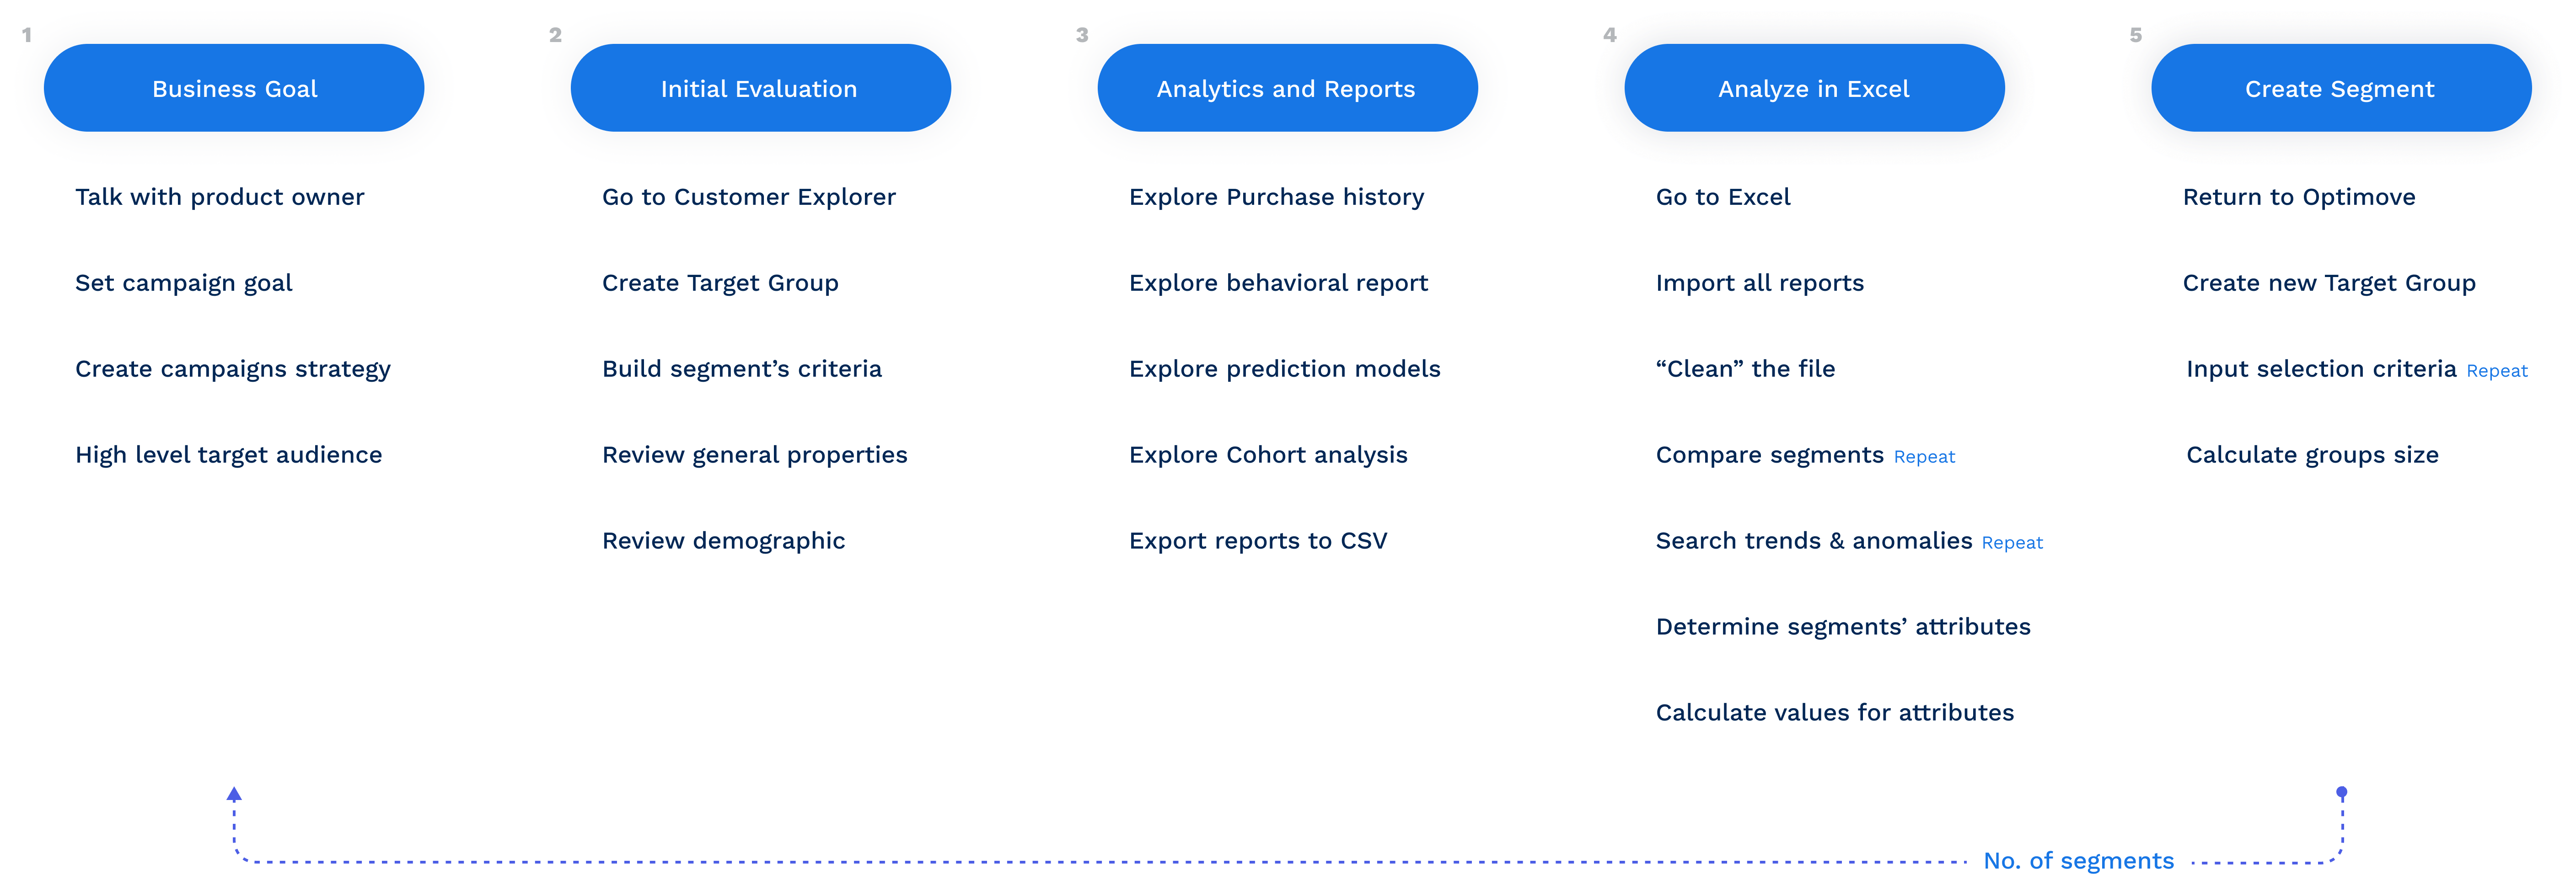 1
Business Goal
Talk with product owner
Set campaign goal
Create campaigns strategy
High level target audience
2
Initial Evaluation
Go to Customer Explorer
Create Target Group
Build segment’s criteria
Review general properties
Review demographic
3
Analytics and Reports
Explore Purchase history
Explore behavioral report
Explore prediction models
Explore Cohort analysis
Export reports to CSV
4
Analyze in Excel
Go to Excel
Import all reports
“Clean” the file
Compare segments Repeat
Search trends & anomalies Repeat
Determine segments’ attributes
Calculate values for attributes
5
Create Segment
Return to Optimove
Create new Target Group
Input selection criteria Repeat
Calculate groups size
No. of segments